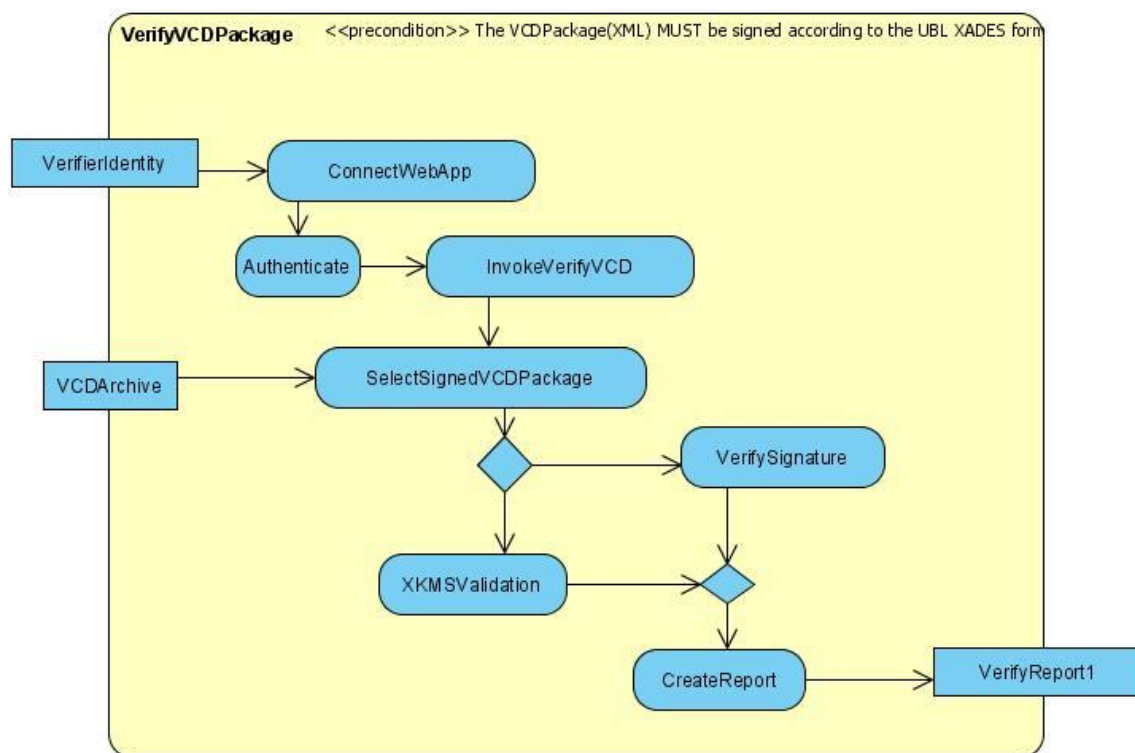 VerifyVCDPackage <<precondition>> The VCDPackage(XML) MUST be signed according to the UBL XADES form
VerifierIdentity
ConnectWebApp
Authenticate
InvokeVerifyVCD
VCDArchive
SelectSignedVCDPackage
VerifySignature
XKMSValidation
CreateReport
VerifyReport1